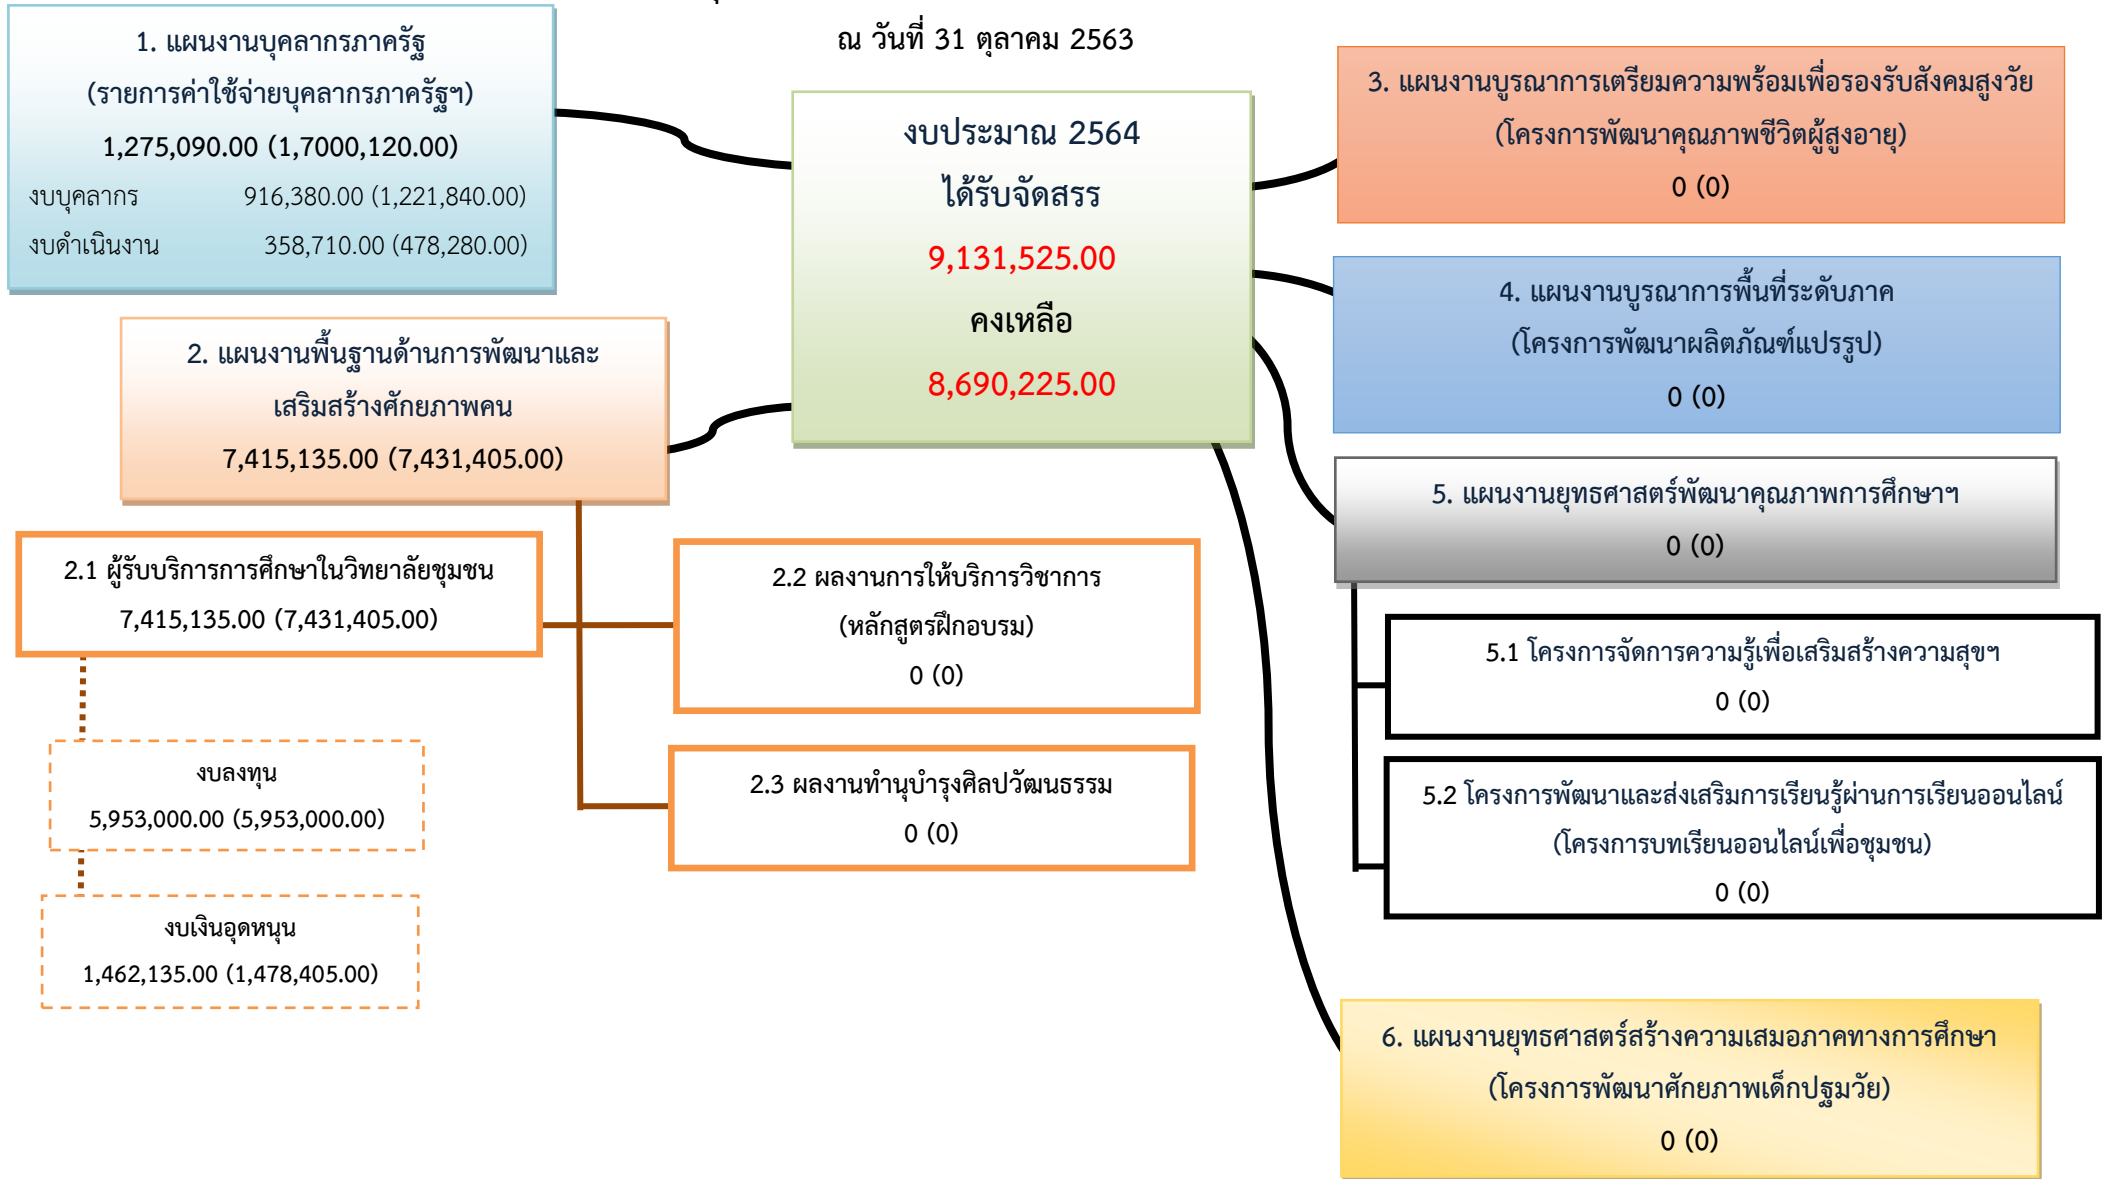 ณ วันที่ 31 ตุลาคม 2563
1. แผนงานบุคลากรภาครัฐ
(รายการค่าใช้จ่ายบุคลากรภาครัฐฯ)
1,275,090.00 (1,7000,120.00)
งบบุคลากร 916,380.00 (1,221,840.00)
งบดำเนินงาน 358,710.00 (478,280.00)
งบประมาณ 2564
ได้รับจัดสรร
9,131,525.00
คงเหลือ
8,690,225.00
2. แผนงานพื้นฐานด้านการพัฒนาและ
เสริมสร้างศักยภาพคน
7,415,135.00 (7,431,405.00)
2.1 ผู้รับบริการการศึกษาในวิทยาลัยชุมชน
7,415,135.00 (7,431,405.00)
งบลงทุน
5,953,000.00 (5,953,000.00)
งบเงินอุดหนุน
1,462,135.00 (1,478,405.00)
2.2 ผลงานการให้บริการวิชาการ
(หลักสูตรฝึกอบรม)
0 (0)
2.3 ผลงานทำนุบำรุงศิลปวัฒนธรรม
0 (0)
3. แผนงานบูรณาการเตรียมความพร้อมเพื่อรองรับสังคมสูงวัย
(โครงการพัฒนาคุณภาพชีวิตผู้สูงอายุ)
0 (0)
4. แผนงานบูรณาการพื้นที่ระดับภาค
(โครงการพัฒนาผลิตภัณฑ์แปรรูป)
0 (0)
5. แผนงานยุทธศาสตร์พัฒนาคุณภาพการศึกษาฯ
0 (0)
5.1 โครงการจัดการความรู้เพื่อเสริมสร้างความสุขฯ
0 (0)
5.2 โครงการพัฒนาและส่งเสริมการเรียนรู้ผ่านการเรียนออนไลน์
(โครงการบทเรียนออนไลน์เพื่อชุมชน)
0 (0)
6. แผนงานยุทธศาสตร์สร้างความเสมอภาคทางการศึกษา
(โครงการพัฒนาศักยภาพเด็กปฐมวัย)
0 (0)